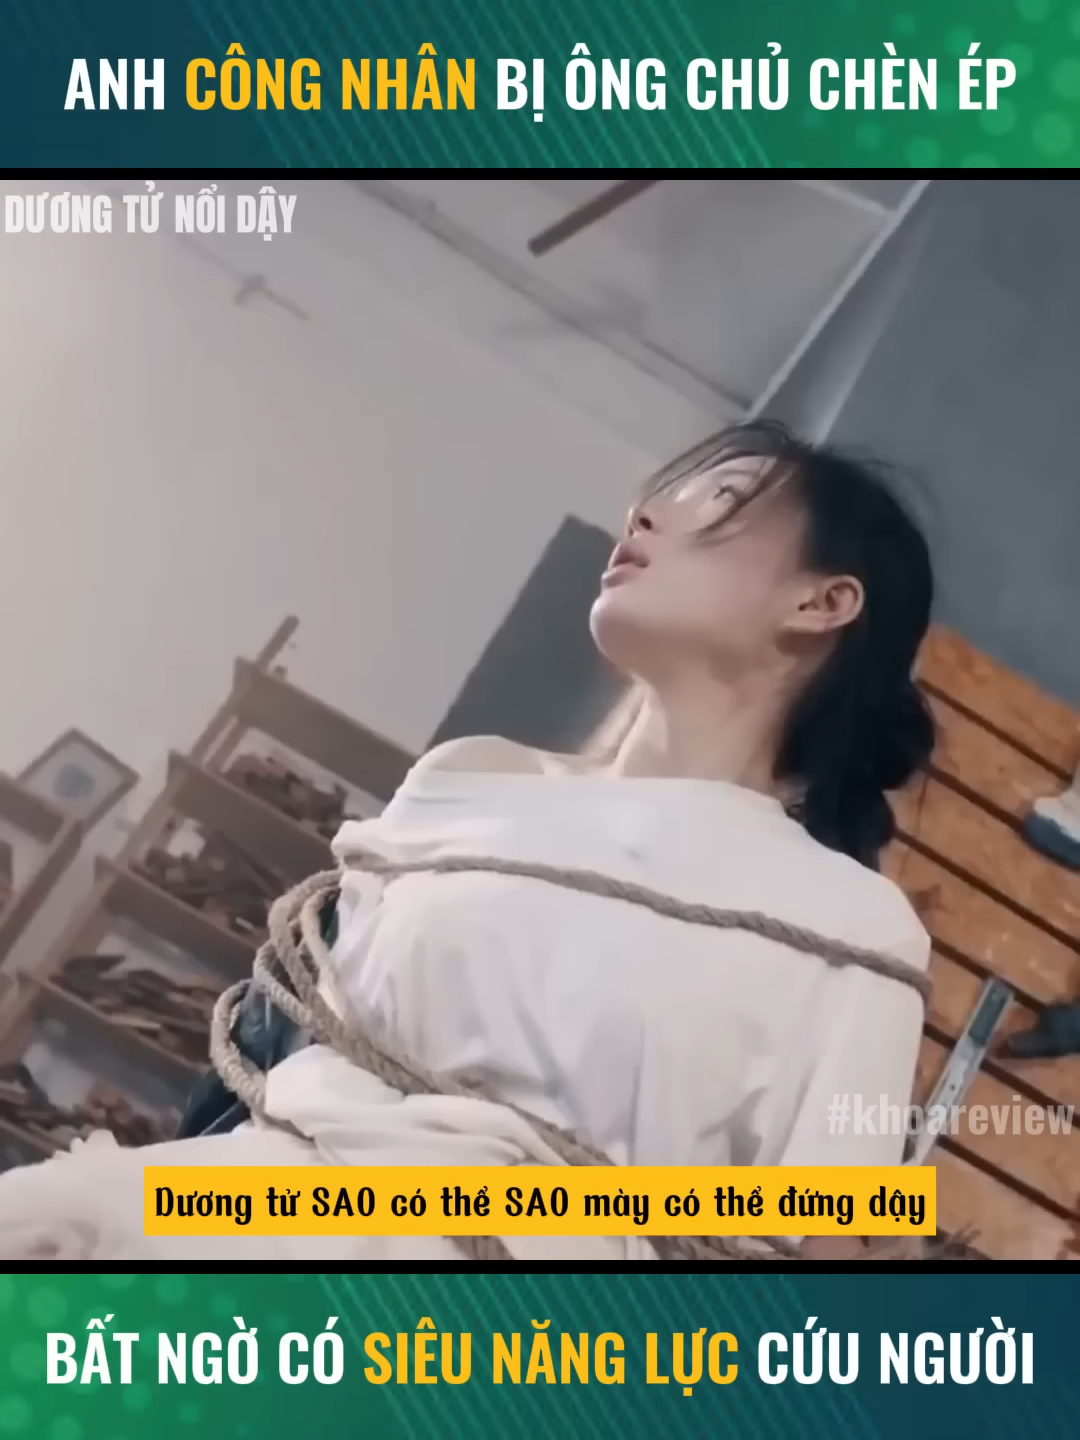 ANH CÔNG NHÂN BỊ ÔNG CHỦ CHÈN ÉP
DƯƠNG TỬ NỔI DẬY
#khoareview
Dương tử SAO có thể SAO mày có thể đứng dậy
BẤT NGỜ CÓ SIÊU NĂNG LỰC CỨU NGƯỜI